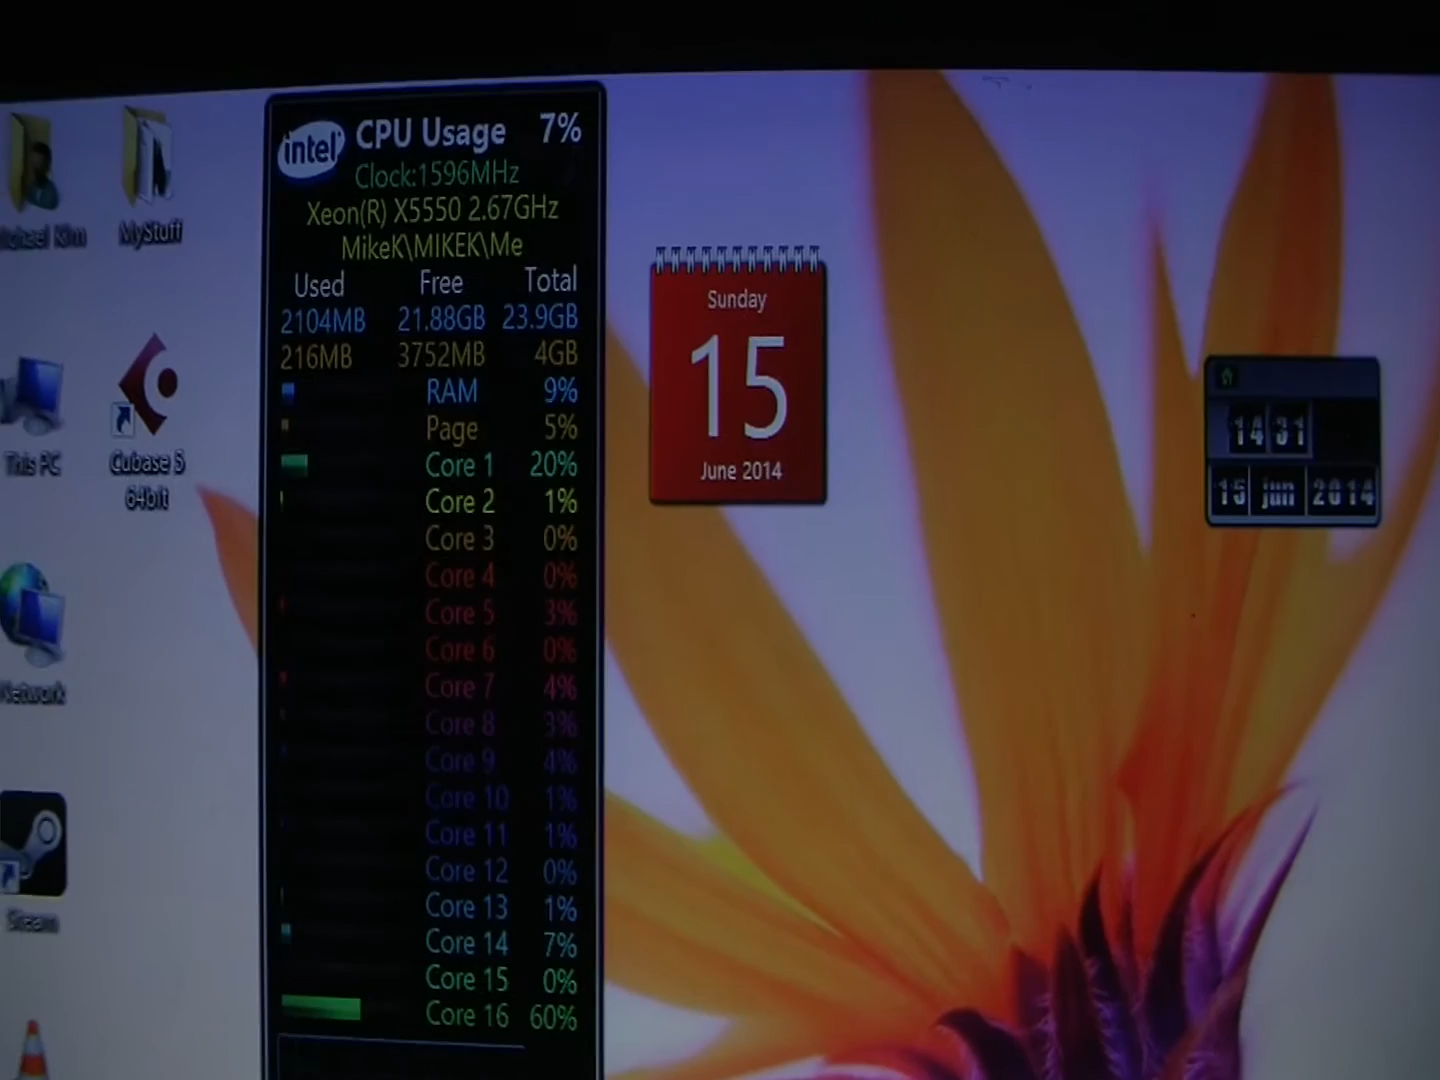 MyStuff
This PC
Cubase 5
64bit
Network
Steam
intel
CPU Usage 7%
Clock:1596MHz
Xeon(R) X5550 2.67GHz
MikeK\MIKEK\Me
Used Free Total
2104MB 21.88GB 23.9GB
216MB 3752MB 4GB
RAM 9%
Page 5%
Core 1 20%
Core 2 1%
Core 3 0%
Core 4 0%
Core 5 3%
Core 6 0%
Core 7 4%
Core 8 3%
Core 9 4%
Core 10 1%
Core 11 1%
Core 12 0%
Core 13 1%
Core 14 7%
Core 15 0%
Core 16 60%
Sunday
15
June 2014
14 31
15 jun 2014